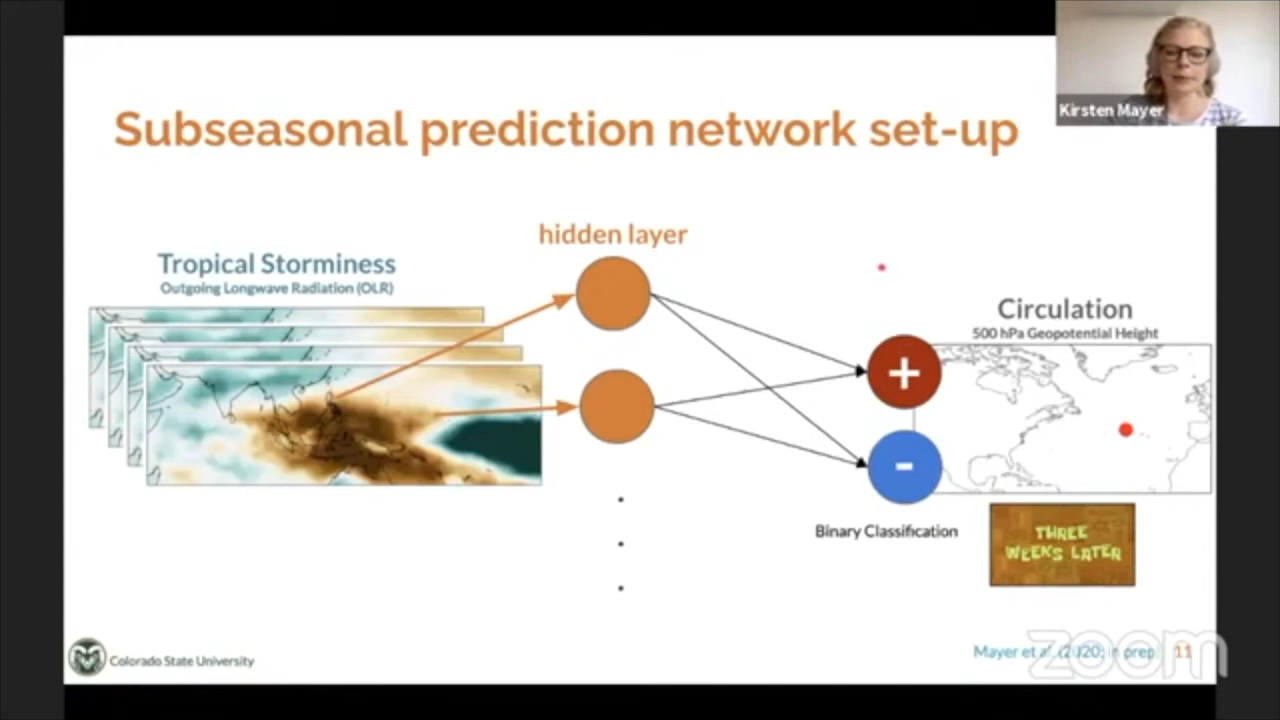 Kirsten Mayer
Subseasonal prediction network set-up
hidden layer
Tropical Storminess
Outgoing Longwave Radiation (OLR)
Circulation
500 hPa Geopotential Height
+
-
Binary Classification
THREE
WEEKS LATER
Colorado State University
Mayer et al. (2020; in prep) 11
zoom